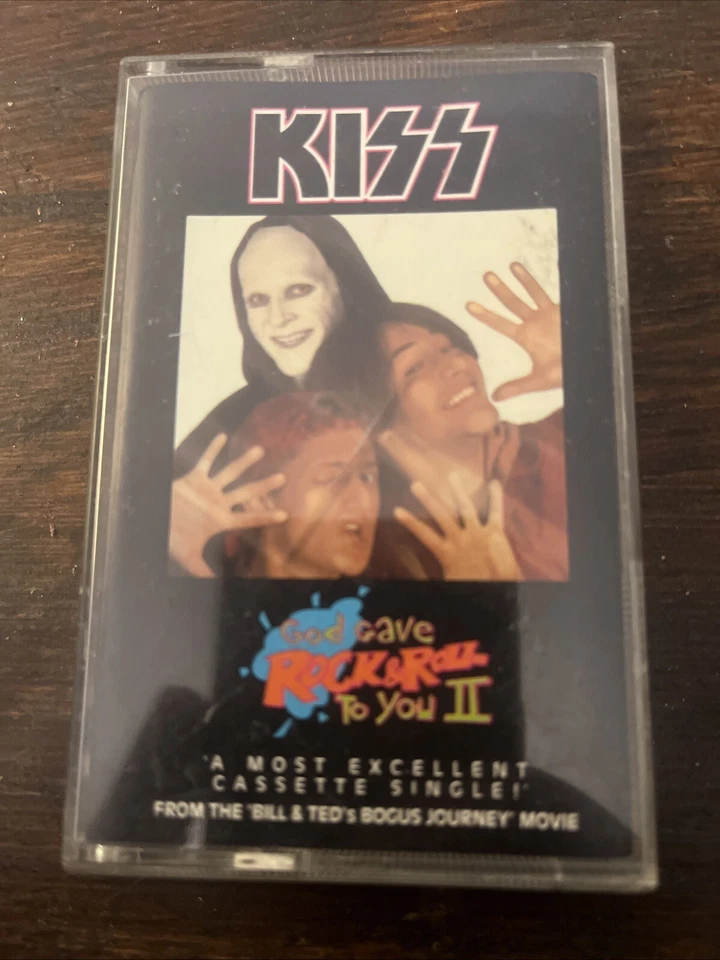 KISS
God Gave
ROCK & ROLL
To You II
'A MOST EXCELLENT
CASSETTE SINGLE!'
FROM THE 'BILL & TED's BOGUS JOURNEY' MOVIE